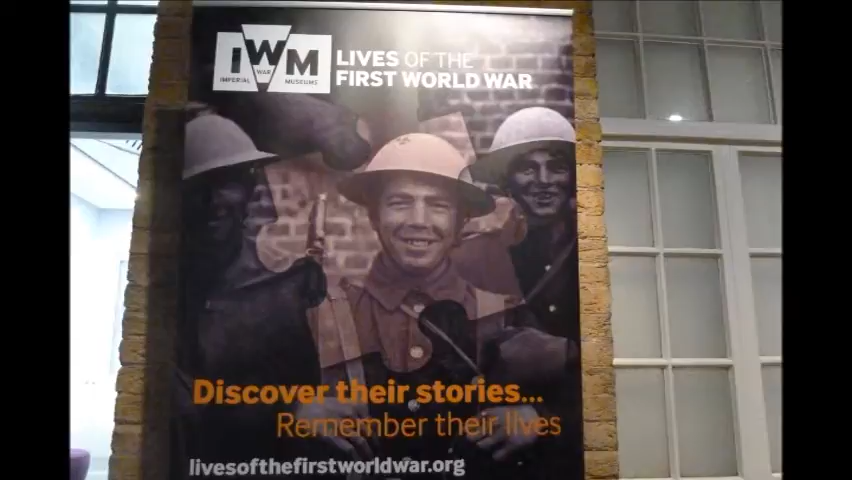 IWM
IMPERIAL WAR MUSEUMS
LIVES OF THE
FIRST WORLD WAR
Discover their stories...
Remember their lives
livesofthefirstworldwar.org